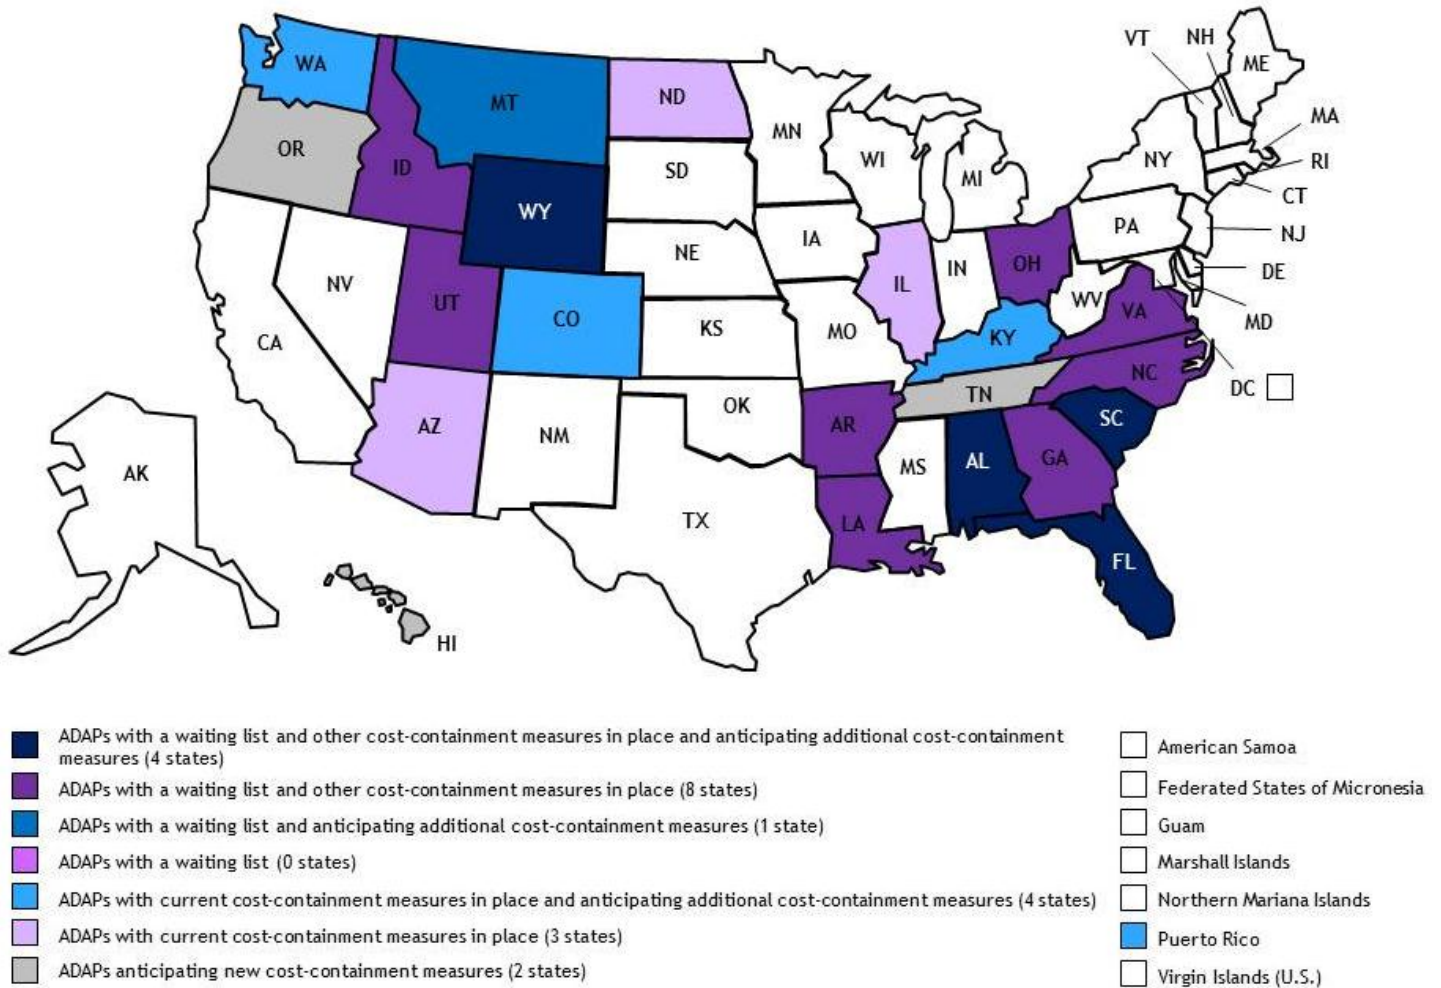 VT
NH
ME
WA
MT
ND
MN
MA
OR
ID
SD
WI
MI
NY
RI
CT
WY
IA
PA
NJ
NV
UT
CO
NE
IL
IN
OH
WV
VA
DE
MD
CA
KS
MO
KY
NC
DC
AZ
NM
OK
AR
TN
SC
AK
TX
LA
MS
AL
GA
FL
HI
ADAPs with a waiting list and other cost-containment measures in place and anticipating additional cost-containment
measures (4 states)
ADAPs with a waiting list and other cost-containment measures in place (8 states)
ADAPs with a waiting list and anticipating additional cost-containment measures (1 state)
ADAPs with a waiting list (0 states)
ADAPs with current cost-containment measures in place and anticipating additional cost-containment measures (4 states)
ADAPs with current cost-containment measures in place (3 states)
ADAPs anticipating new cost-containment measures (2 states)
American Samoa
Federated States of Micronesia
Guam
Marshall Islands
Northern Mariana Islands
Puerto Rico
Virgin Islands (U.S.)